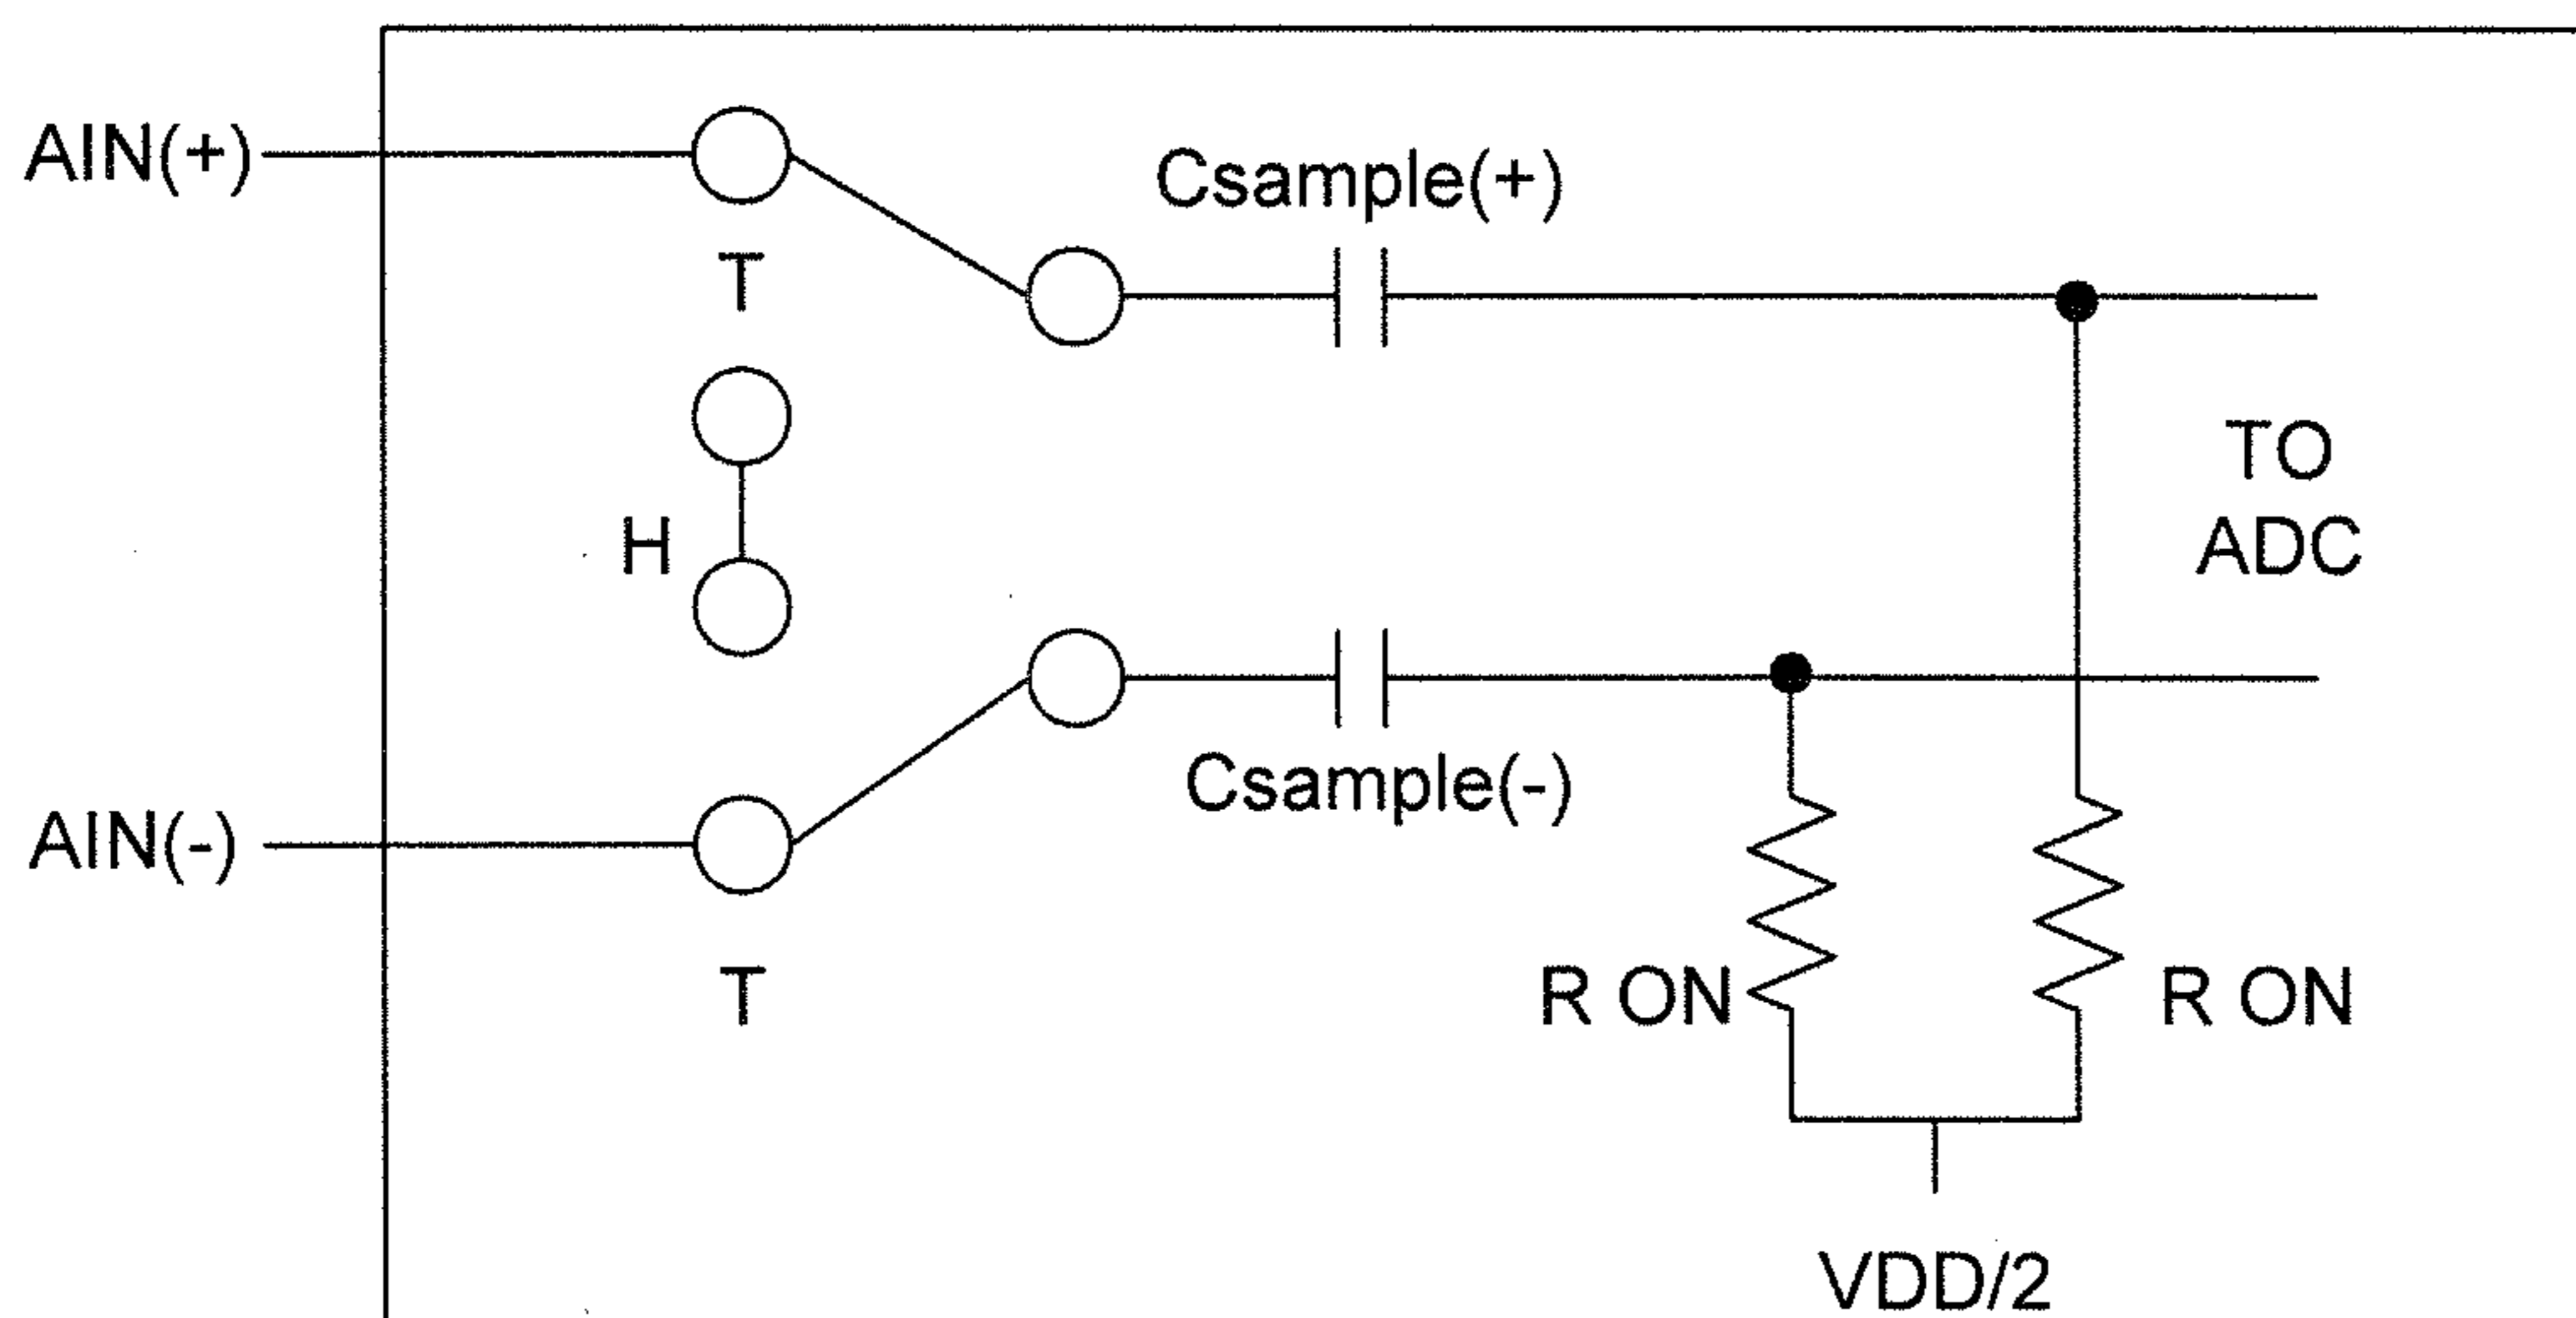 AIN(+)
Csample(+)
T
TO
ADC
H
Csample(-)
AIN(-)
T
R ON
R ON
VDD/2